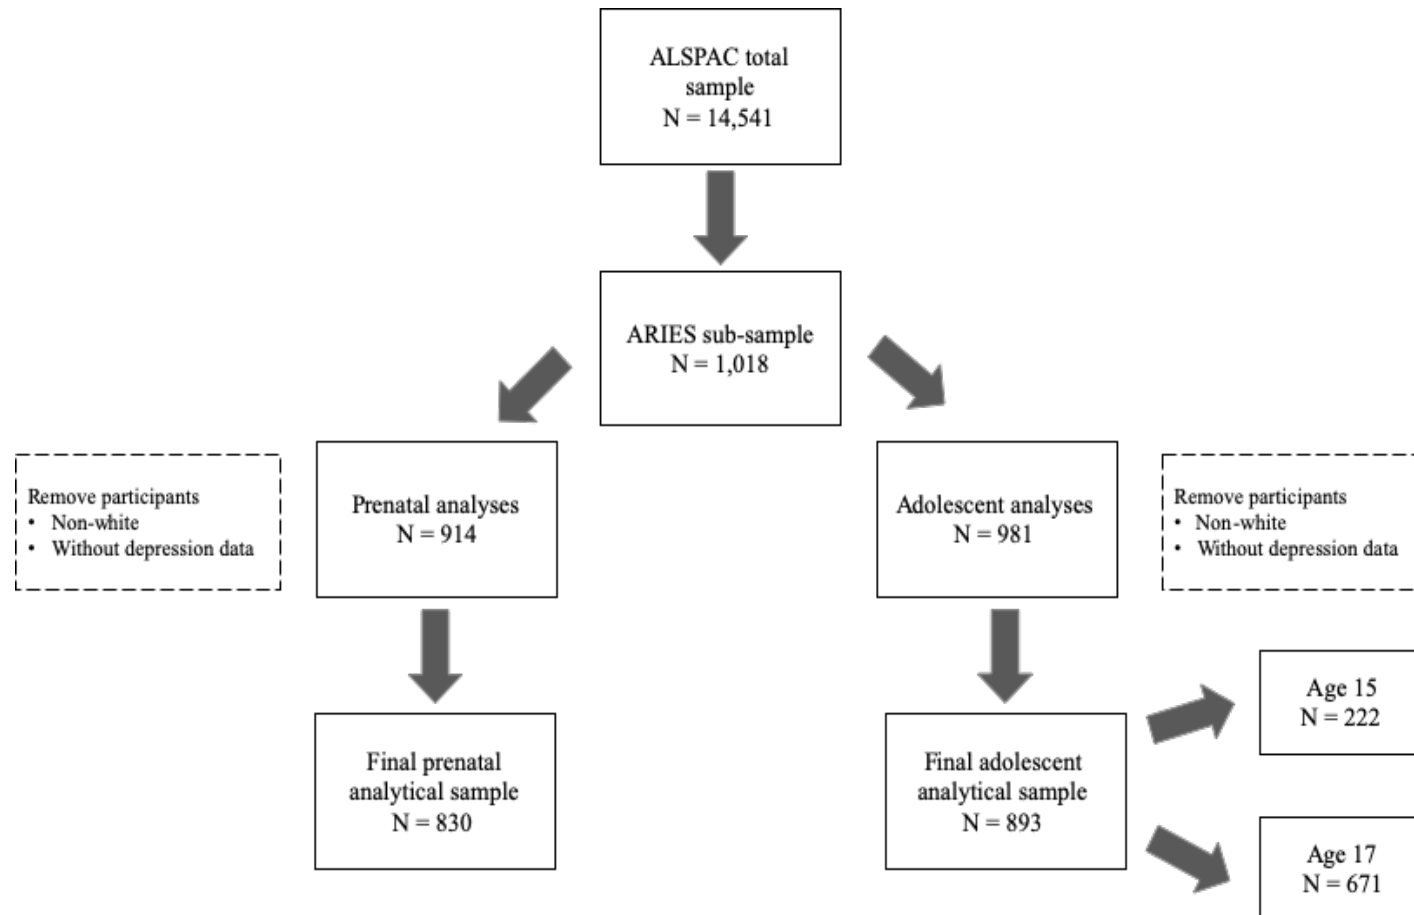 ALSPAC total
sample
N = 14,541
ARIES sub-sample
N = 1,018
Remove participants
• Non-white
• Without depression data
Prenatal analyses
N = 914
Adolescent analyses
N = 981
Remove participants
• Non-white
• Without depression data
Final prenatal
analytical sample
N = 830
Final adolescent
analytical sample
N = 893
Age 15
N = 222
Age 17
N = 671